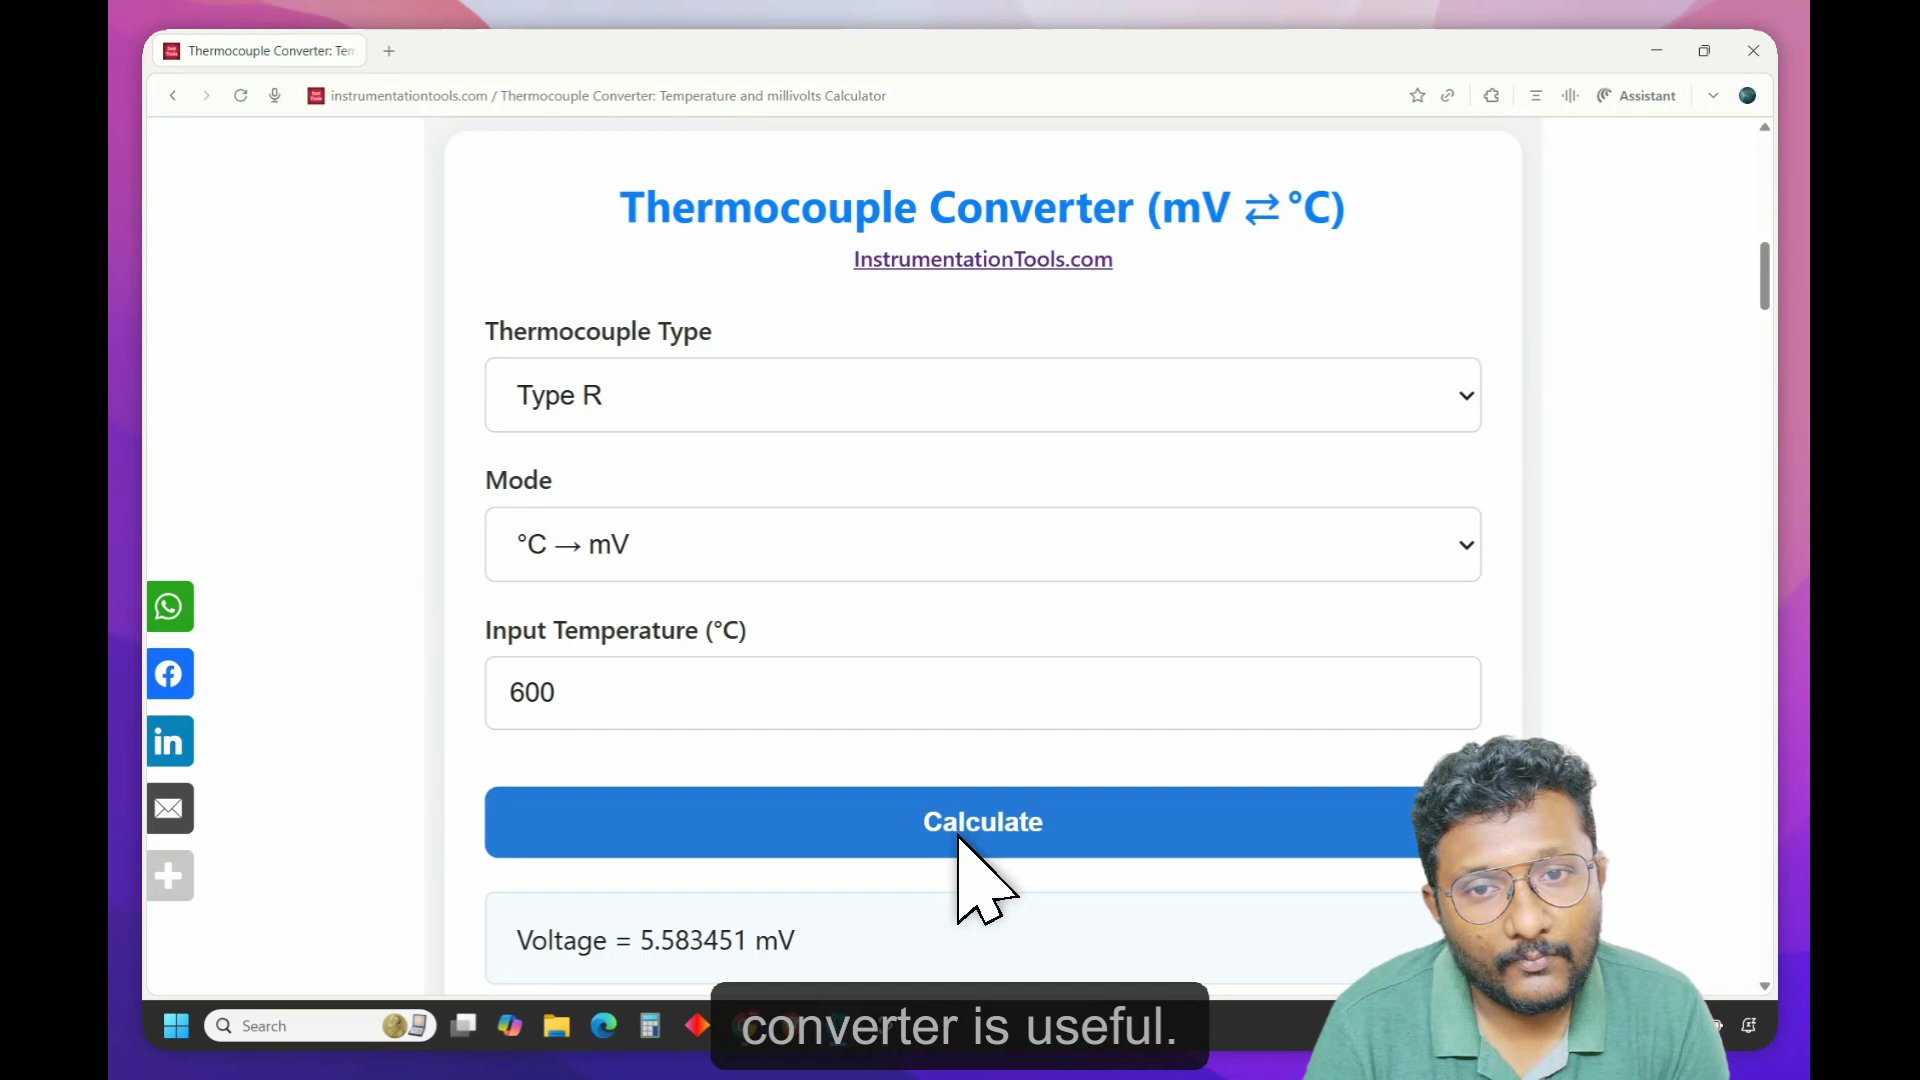 Thermocouple Converter: Tem
instrumentationtools.com / Thermocouple Converter: Temperature and millivolts Calculator
Assistant
Thermocouple Converter (mV ⇄ °C)
InstrumentationTools.com
Thermocouple Type
Type R
Mode
°C → mV
Input Temperature (°C)
600
Calculate
Voltage = 5.583451 mV
Search
converter is useful.